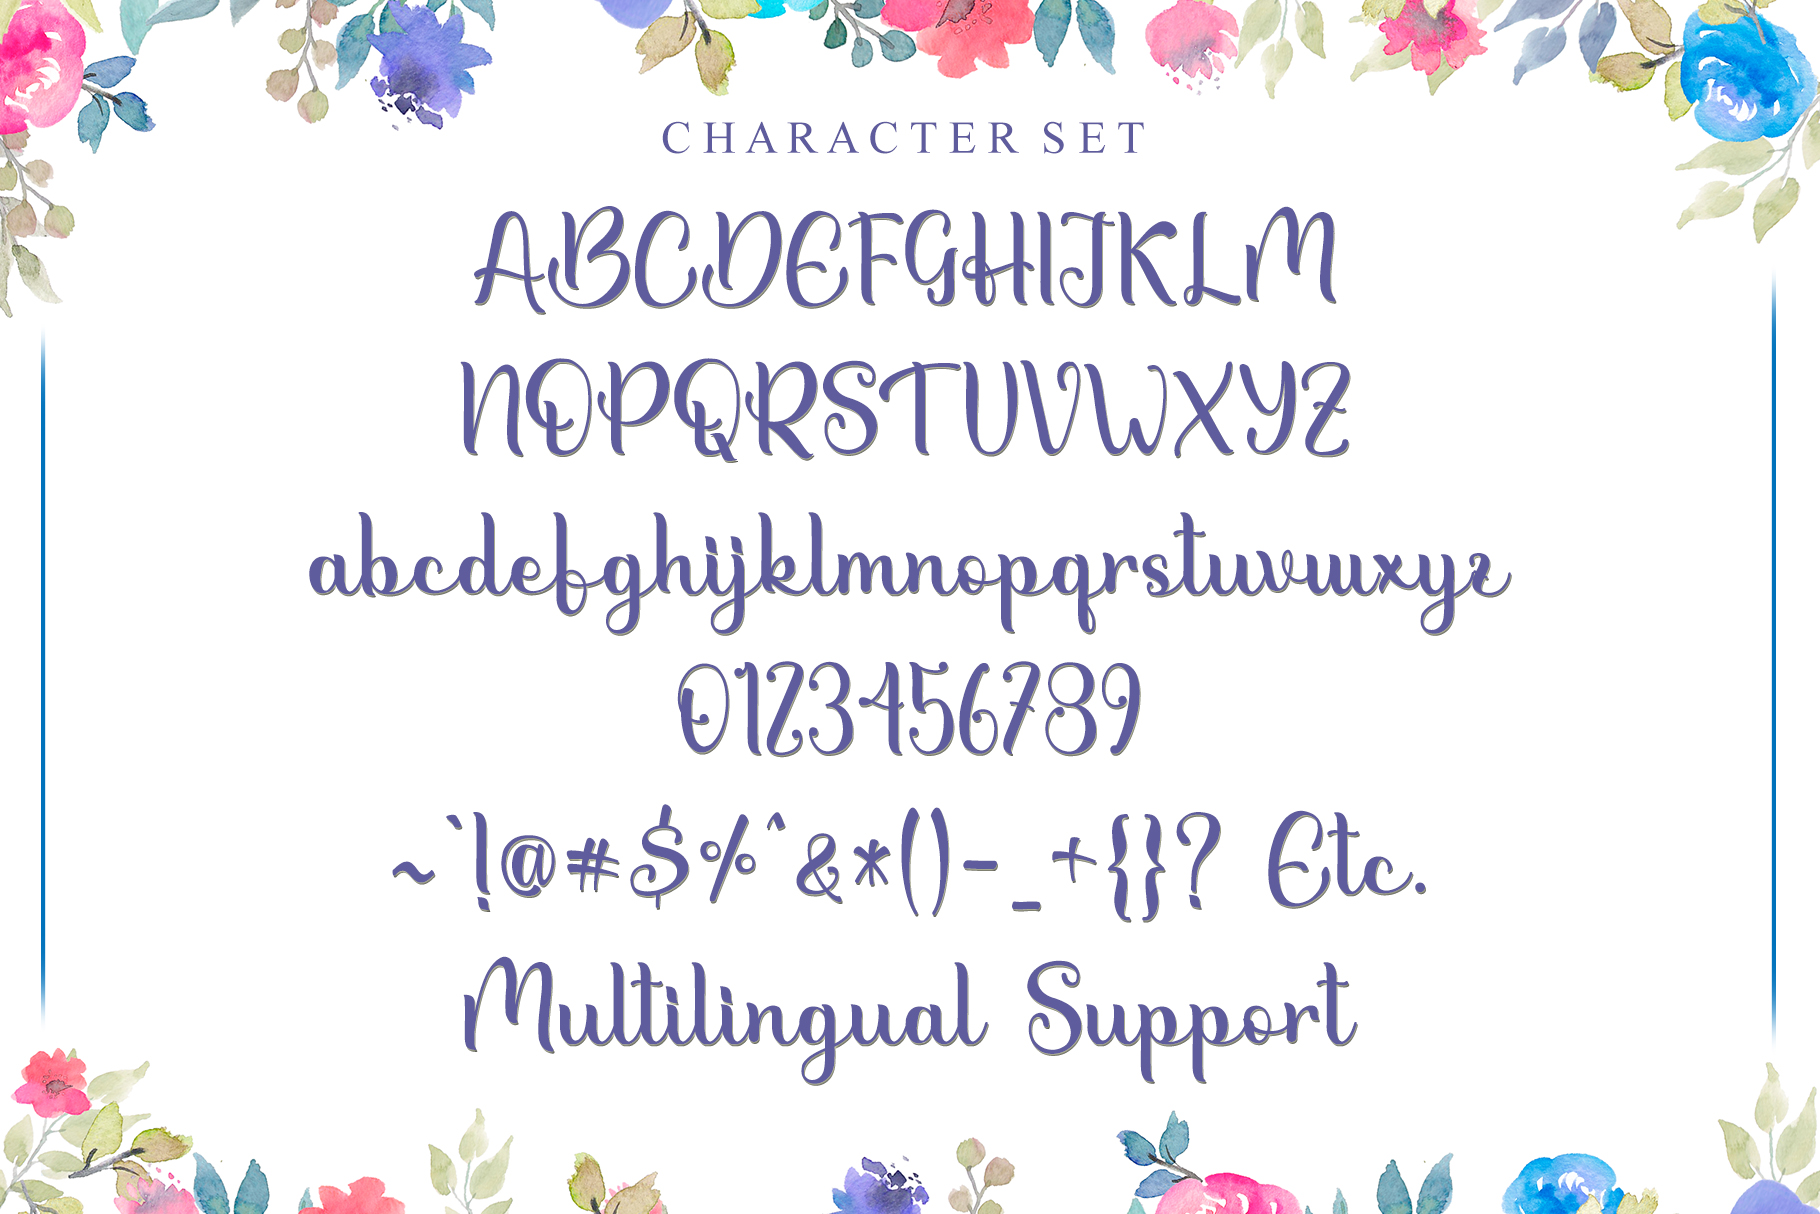 CHARACTER SET
ABCDEFGHIJKLM
NOPQRSTUVWXYZ
abcdefghijklmnopqrstuvwxyz
0123456789
~`!@#$%^&*()-_+{}? Etc.
Multilingual Support